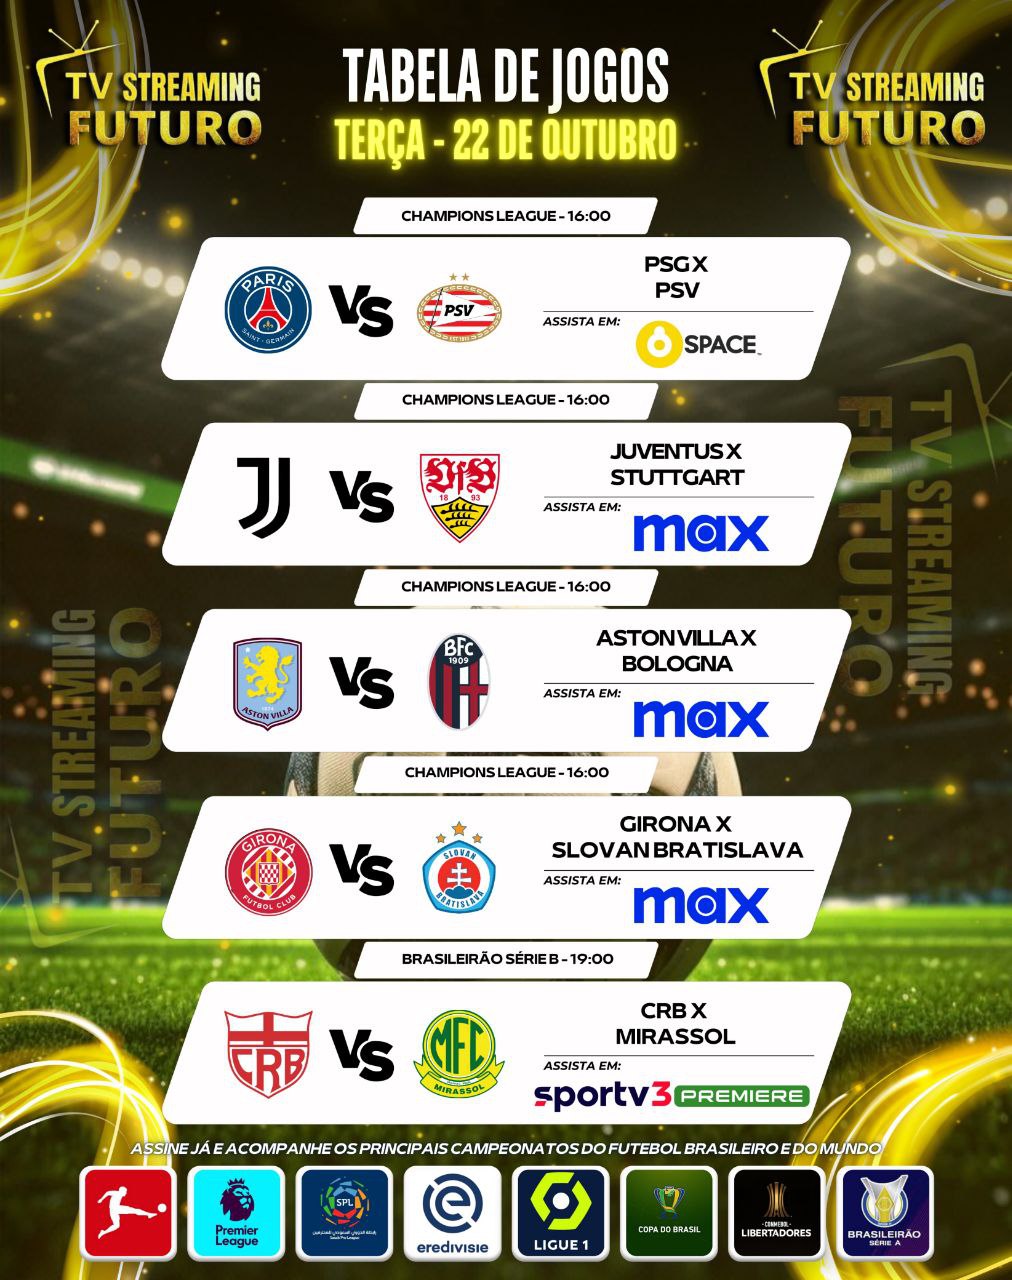 TV STREAMING
FUTURO
TABELA DE JOGOS
TERÇA - 22 DE OUTUBRO
TV STREAMING
FUTURO
CHAMPIONS LEAGUE - 16:00
PARIS
SAINT-GERMAIN
VS
PSV
EST 1913
PSG X
PSV
ASSISTA EM:
SPACE
CHAMPIONS LEAGUE - 16:00
VS
VfB
18 93
JUVENTUS X
STUTTGART
ASSISTA EM:
max
TV STREAMING
FUTURO
CHAMPIONS LEAGUE - 16:00
1874
ASTON VILLA
VS
BFC
1909
ASTON VILLA X
BOLOGNA
ASSISTA EM:
max
TV STREAMING
FUTURO
CHAMPIONS LEAGUE - 16:00
GIRONA
FUTBOL CLUB
VS
SLOVAN
BRATISLAVA
GIRONA X
SLOVAN BRATISLAVA
ASSISTA EM:
max
BRASILEIRÃO SÉRIE B - 19:00
CRB
VS
MFC
MIRASSOL
CRB X
MIRASSOL
ASSISTA EM:
sportv3 PREMIERE
ASSINE JÁ E ACOMPANHE OS PRINCIPAIS CAMPEONATOS DO FUTEBOL BRASILEIRO E DO MUNDO
Premier
League
SPL
Saudi Pro League
eredivisie
LIGUE 1
COPA DO BRASIL
CONMEBOL
LIBERTADORES
BRASILEIRÃO
SÉRIE A